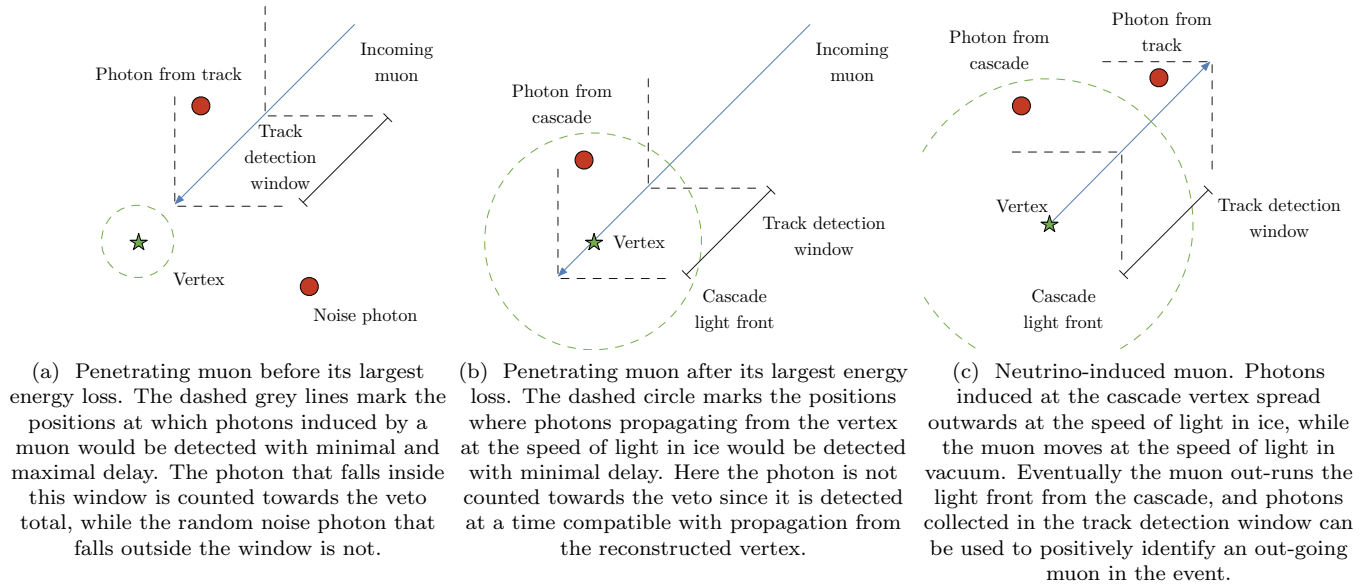 Photon from track
Incoming
muon
Track
detection
window
Vertex
Noise photon
Photon from
cascade
Incoming
muon
Vertex
Track detection
window
Cascade
light front
Photon from
cascade
Photon from
track
Vertex
Track detection
window
Cascade
light front
(a) Penetrating muon before its largest
energy loss. The dashed grey lines mark the
positions at which photons induced by a
muon would be detected with minimal and
maximal delay. The photon that falls inside
this window is counted towards the veto
total, while the random noise photon that
falls outside the window is not.
(b) Penetrating muon after its largest energy
loss. The dashed circle marks the positions
where photons propagating from the vertex
at the speed of light in ice would be detected
with minimal delay. Here the photon is not
counted towards the veto since it is detected
at a time compatible with propagation from
the reconstructed vertex.
(c) Neutrino-induced muon. Photons
induced at the cascade vertex spread
outwards at the speed of light in ice, while
the muon moves at the speed of light in
vacuum. Eventually the muon out-runs the
light front from the cascade, and photons
collected in the track detection window can
be used to positively identify an out-going
muon in the event.